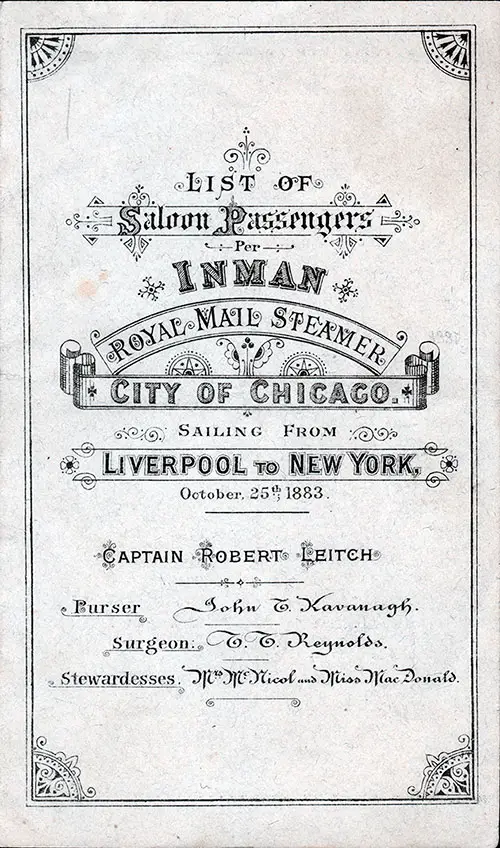 LIST OF
Saloon Passengers
Per
INMAN
ROYAL MAIL STEAMER
CITY OF CHICAGO.
SAILING FROM
LIVERPOOL TO NEW YORK,
October, 25th 1883.
CAPTAIN ROBERT LEITCH
Purser John T. Kavanagh.
Surgeon: T. T. Reynolds.
Stewardesses. Mrs McNicol and Miss MacDonald.